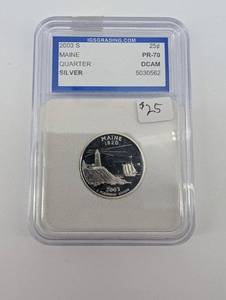 IGSGRADING.COM
2003 S 25¢
MAINE PR-70
QUARTER DCAM
SILVER 5030562
$25
MAINE
1820
2003